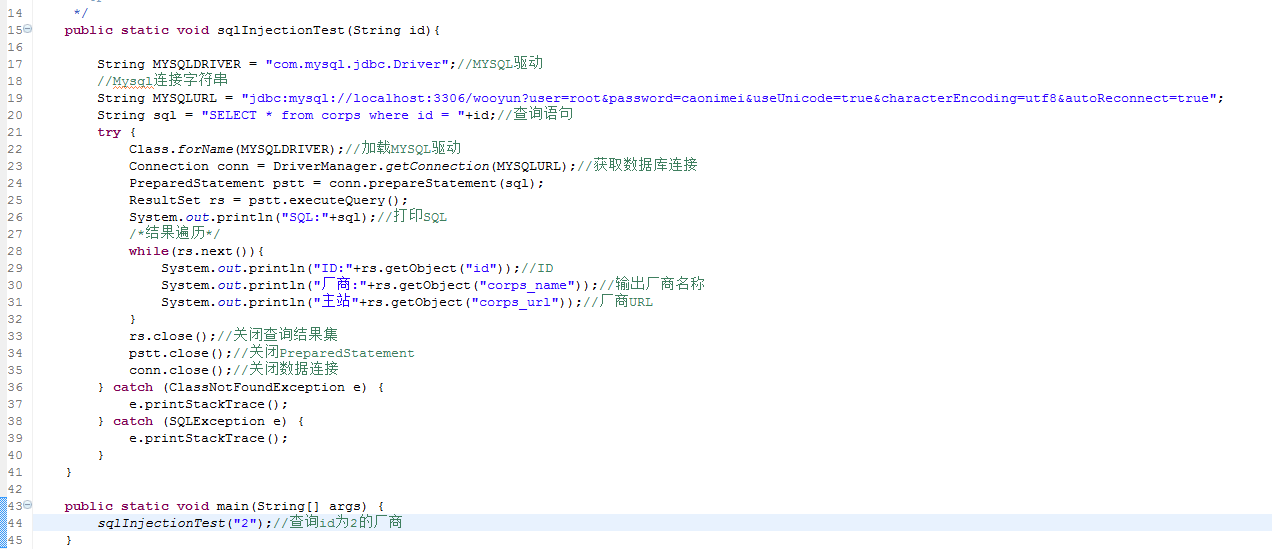 14 */
15 public static void sqlInjectionTest(String id){
16
17 String MYSQLDRIVER = "com.mysql.jdbc.Driver";//MYSQL驱动
18 //Mysql连接字符串
19 String MYSQLURL = "jdbc:mysql://localhost:3306/wooyun?user=root&password=caonimei&useUnicode=true&characterEncoding=utf8&autoReconnect=true";
20 String sql = "SELECT * from corps where id = "+id;//查询语句
21 try {
22 Class.forName(MYSQLDRIVER);//加载MYSQL驱动
23 Connection conn = DriverManager.getConnection(MYSQLURL);//获取数据库连接
24 PreparedStatement pstt = conn.prepareStatement(sql);
25 ResultSet rs = pstt.executeQuery();
26 System.out.println("SQL:"+sql);//打印SQL
27 /*结果遍历*/
28 while(rs.next()){
29 System.out.println("ID:"+rs.getObject("id"));//ID
30 System.out.println("厂商:"+rs.getObject("corps_name"));//输出厂商名称
31 System.out.println("主站"+rs.getObject("corps_url"));//厂商URL
32 }
33 rs.close();//关闭查询结果集
34 pstt.close();//关闭PreparedStatement
35 conn.close();//关闭数据连接
36 } catch (ClassNotFoundException e) {
37 e.printStackTrace();
38 } catch (SQLException e) {
39 e.printStackTrace();
40 }
41 }
42
43 public static void main(String[] args) {
44 sqlInjectionTest("2");//查询id为2的厂商
45 }